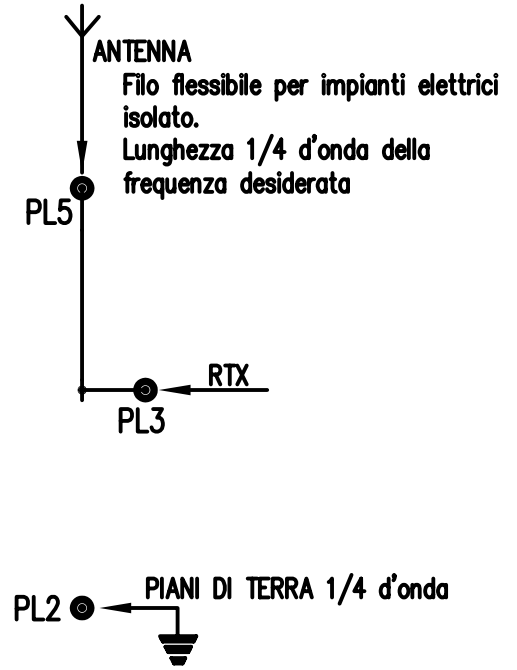 ANTENNA
Filo flessibile per impianti elettrici
isolato.
Lunghezza 1/4 d'onda della
frequenza desiderata
PL5
RTX
PL3
PIANI DI TERRA 1/4 d'onda
PL2